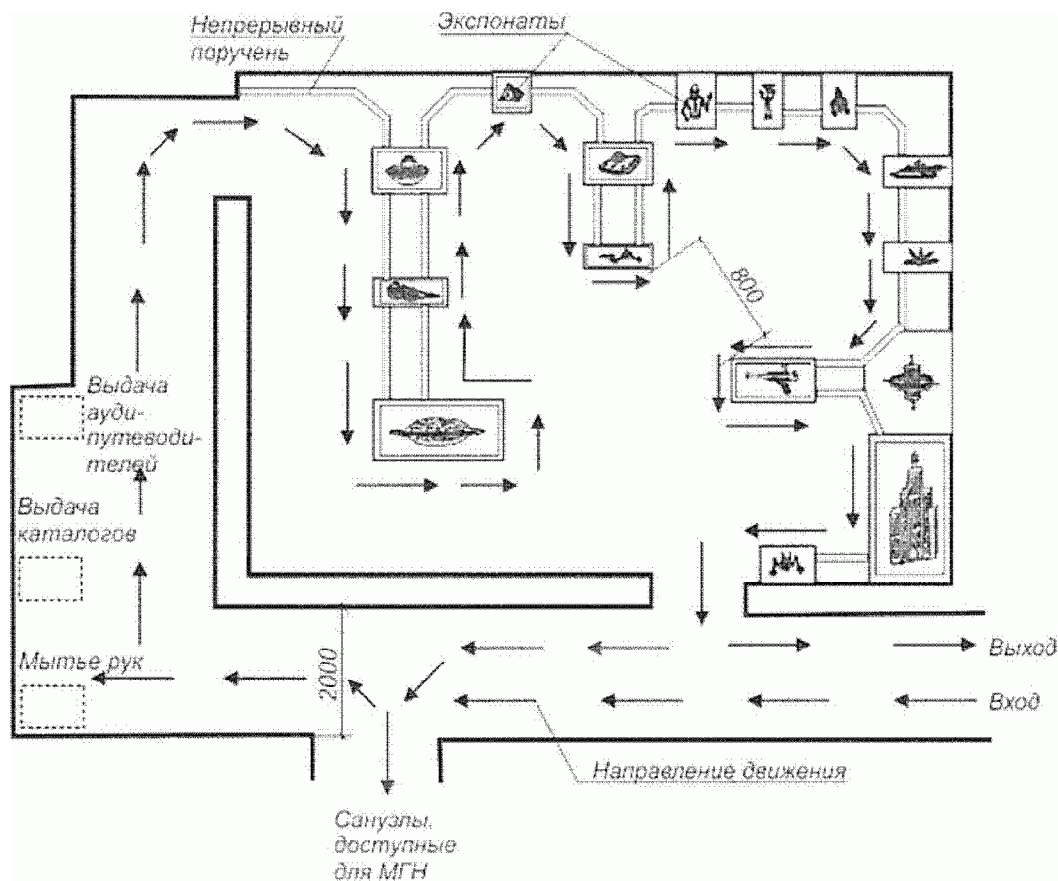 Непрерывный
поручень
Экспонаты
800
Выдача
ауди-
путеводи-
телей
Выдача
каталогов
Мытье рук
2000
Выход
Вход
Направление движения
Санузлы,
доступные
для МГН